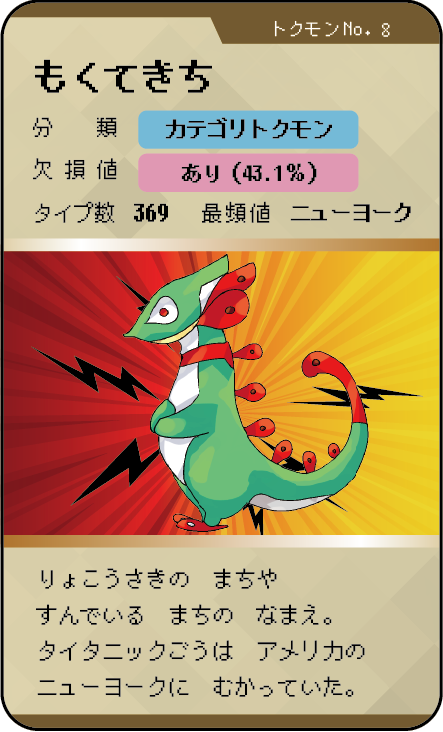 トクモンNo. 8
もくてきち
分　類　カテゴリトクモン
欠損値　あり (43.1%)
タイプ数　369　最頻値　ニューヨーク
りょこうさきの　まちや
すんでいる　まちの　なまえ。
タイタニックごうは　アメリカの
ニューヨークに　むかっていた。